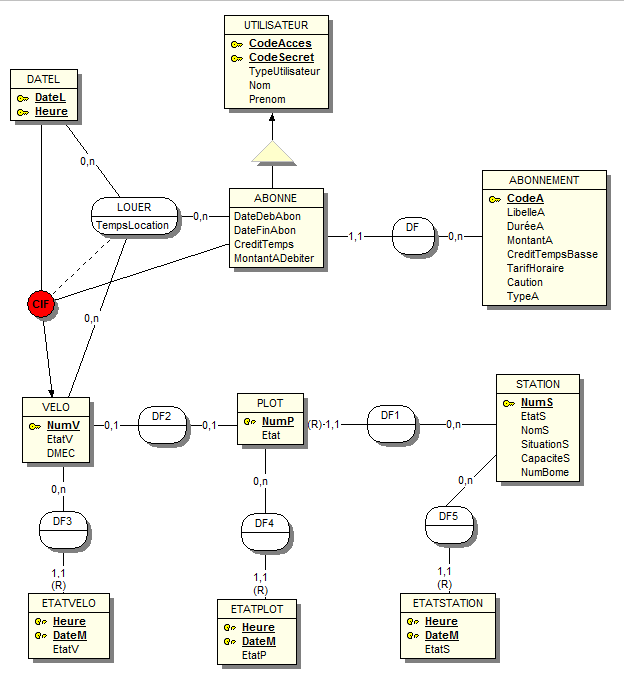 UTILISATEUR
CodeAcces
CodeSecret
TypeUtilisateur
Nom
Prenom
DATEL
DateL
Heure
0,n
LOUER
TempsLocation
0,n
ABONNE
DateDebAbon
DateFinAbon
CreditTemps
MontantADebiter
1,1
DF
0,n
ABONNEMENT
CodeA
LibelleA
DuréeA
MontantA
CreditTempsBasse
TarifHoraire
Caution
TypeA
CIF
0,n
VELO
NumV
EtatV
DMEC
0,1
DF2
0,1
PLOT
NumP
Etat
(R)-1,1
DF1
0,n
STATION
NumS
EtatS
NomS
SituationS
CapaciteS
NumBorne
0,n
DF3
1,1
(R)
0,n
DF4
1,1
(R)
0,n
DF5
1,1
(R)
ETATVELO
Heure
DateM
EtatV
ETATPLOT
Heure
DateM
EtatP
ETATSTATION
Heure
DateM
EtatS